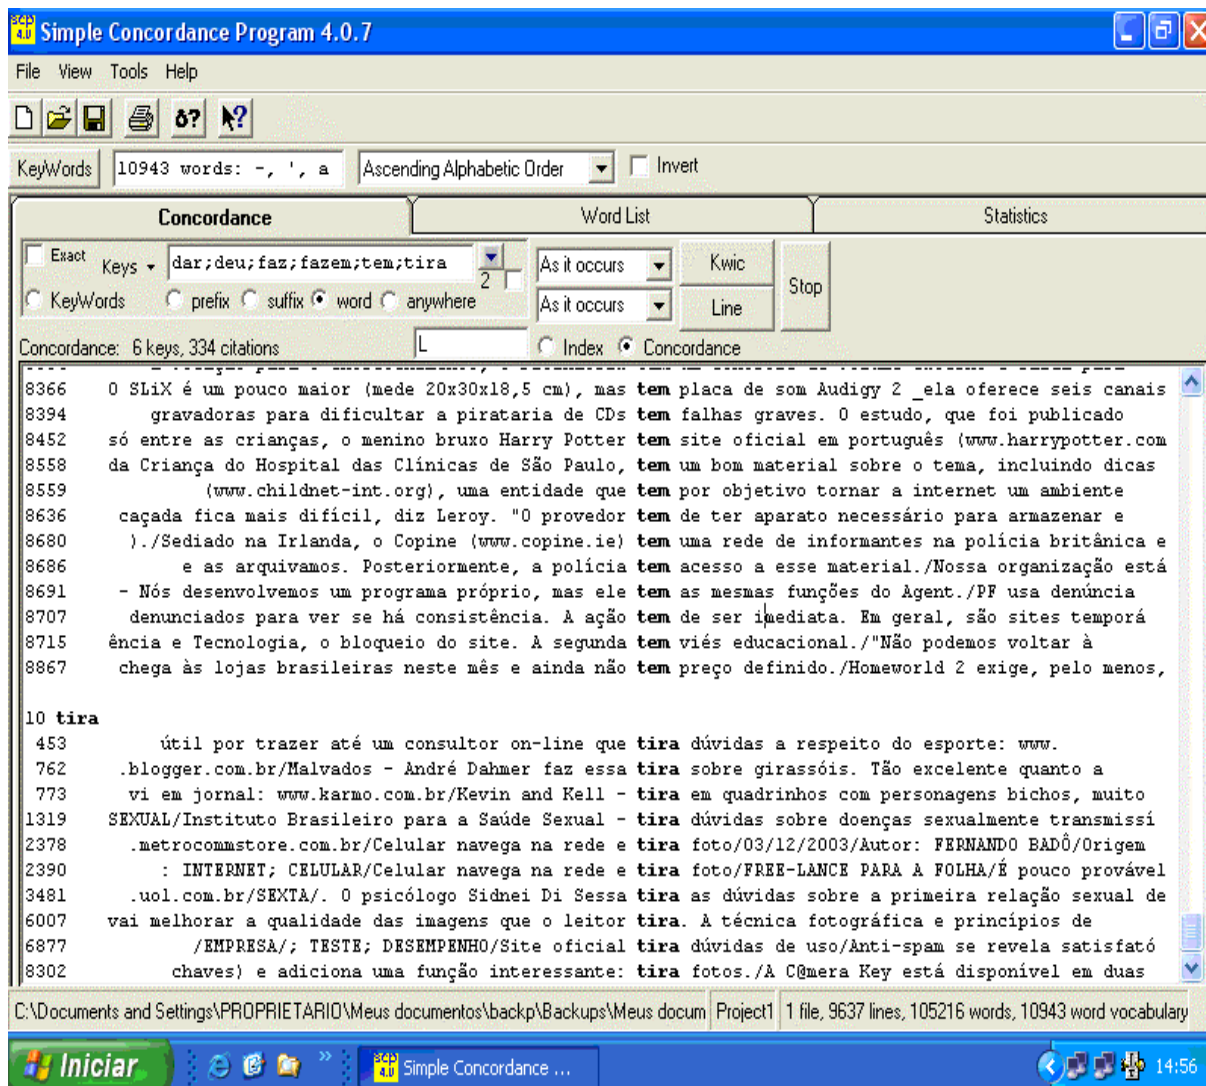 Simple Concordance Program 4.0.7
File View Tools Help
KeyWords 10943 words: -, ', a Ascending Alphabetic Order Invert
Concordance Word List Statistics
Exact Keys dar;deu;faz;fazem;tem;tira 2 As it occurs Kwic Stop
KeyWords prefix suffix word anywhere As it occurs Line
Concordance: 6 keys, 334 citations L Index Concordance
8366 O SLiX é um pouco maior (mede 20x30x18,5 cm), mas tem placa de som Audigy 2 _ela oferece seis canais
8394 gravadoras para dificultar a pirataria de CDs tem falhas graves. O estudo, que foi publicado
8452 só entre as crianças, o menino bruxo Harry Potter tem site oficial em português (www.harrypotter.com
8558 da Criança do Hospital das Clínicas de São Paulo, tem um bom material sobre o tema, incluindo dicas
8559 (www.childnet-int.org), uma entidade que tem por objetivo tornar a internet um ambiente
8636 caçada fica mais difícil, diz Leroy. "O provedor tem de ter aparato necessário para armazenar e
8680 )./Sediado na Irlanda, o Copine (www.copine.ie) tem uma rede de informantes na polícia britânica e
8686 e as arquivamos. Posteriormente, a polícia tem acesso a esse material./Nossa organização está
8691 - Nós desenvolvemos um programa próprio, mas ele tem as mesmas funções do Agent./PF usa denúncia
8707 denunciados para ver se há consistência. A ação tem de ser imediata. Em geral, são sites temporá
8715 ência e Tecnologia, o bloqueio do site. A segunda tem viés educacional./"Não podemos voltar à
8867 chega às lojas brasileiras neste mês e ainda não tem preço definido./Homeworld 2 exige, pelo menos,
10 tira
453 útil por trazer até um consultor on-line que tira dúvidas a respeito do esporte: www.
762 .blogger.com.br/Malvados - André Dahmer faz essa tira sobre girassóis. Tão excelente quanto a
773 vi em jornal: www.karmo.com.br/Kevin and Kell - tira em quadrinhos com personagens bichos, muito
1319 SEXUAL/Instituto Brasileiro para a Saúde Sexual - tira dúvidas sobre doenças sexualmente transmissí
2378 .metrocommstore.com.br/Celular navega na rede e tira foto/03/12/2003/Autor: FERNANDO BADÔ/Origem
2390 : INTERNET; CELULAR/Celular navega na rede e tira foto/FREE-LANCE PARA A FOLHA/É pouco provável
3481 .uol.com.br/SEXTA/. O psicólogo Sidnei Di Sessa tira as dúvidas sobre a primeira relação sexual de
6007 vai melhorar a qualidade das imagens que o leitor tira. A técnica fotográfica e princípios de
6877 /EMPRESA/; TESTE; DESEMPENHO/Site oficial tira dúvidas de uso/Anti-spam se revela satisfató
8302 chaves) e adiciona uma função interessante: tira fotos./A C@mera Key está disponível em duas
C:\Documents and Settings\PROPRIETARIO\Meus documentos\backp\Backups\Meus docum Project1 1 file, 9637 lines, 105216 words, 10943 word vocabulary
Iniciar Simple Concordance ... 14:56